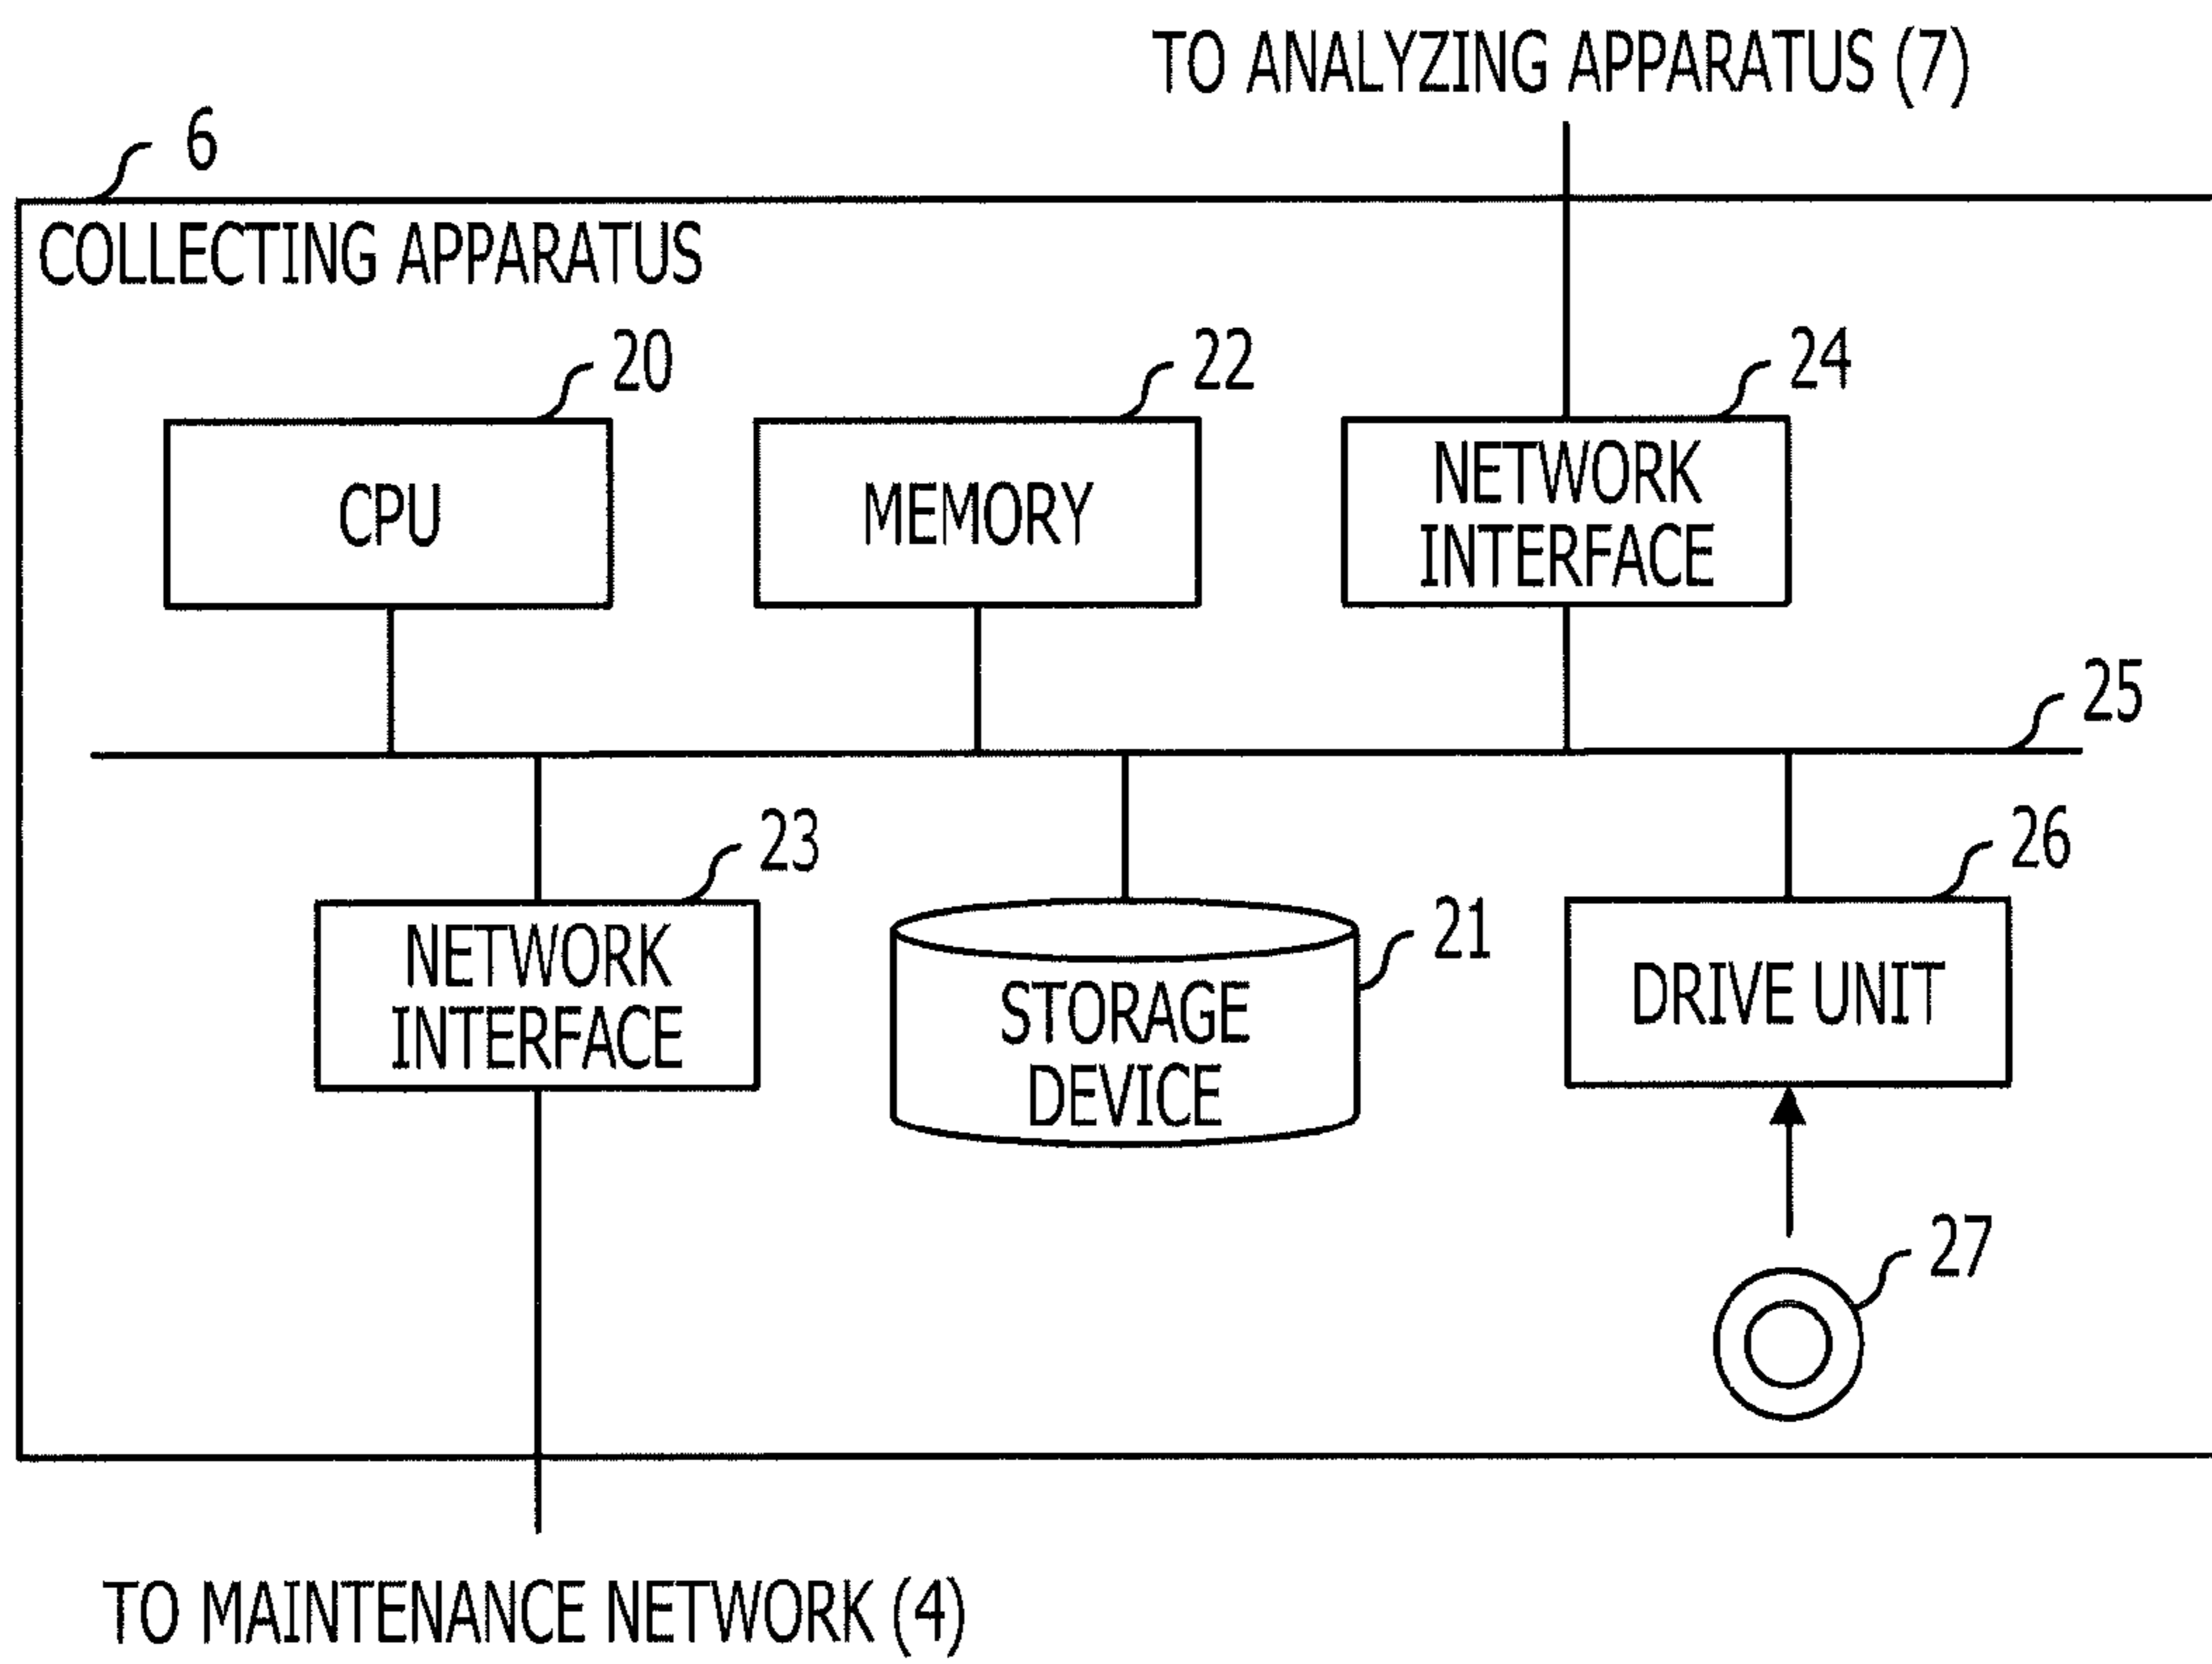 TO ANALYZING APPARATUS (7)
6
COLLECTING APPARATUS
20
22
24
CPU
MEMORY
NETWORK
INTERFACE
25
23
26
21
NETWORK
INTERFACE
STORAGE
DEVICE
DRIVE UNIT
27
TO MAINTENANCE NETWORK (4)